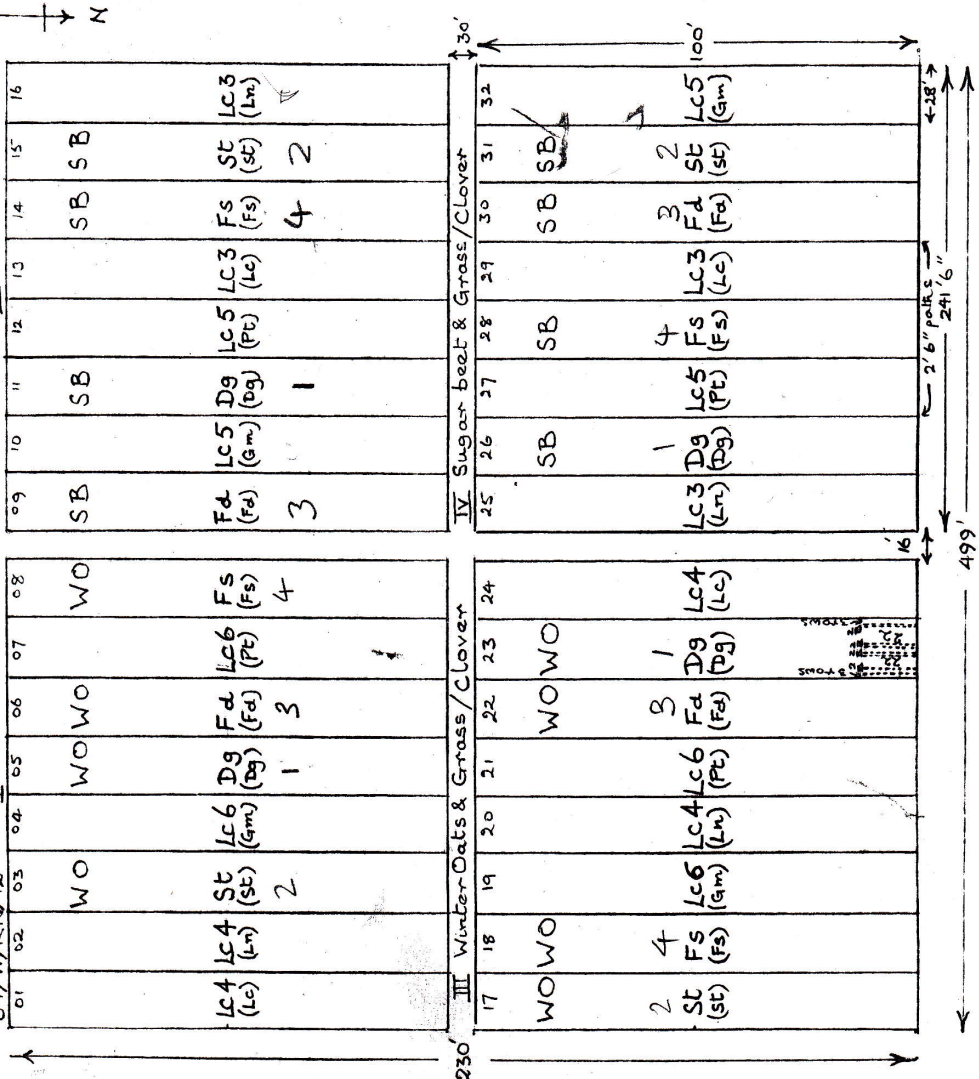 N
01 02 03 04 05 06 07 08 09 10 11 12 13 14 15 16
WO WO WO WO SB SB SB SB
Lc4 Lc4 St Lc6 Dg Fd Lc6 Fs Fd LC5 Dg LC5 LC3 Fs St LC3
(Lc) (Ln) (St) (Gm) (Dg) (Fd) (Pt) (Fs) (Fd) (Gm) (Dg) (Pt) (Lc) (Fs) (St) (Ln)
2 1 3 4 3 1 4 2
III Winter Oats & Grass/Clover IV Sugar beet & Grass/Clover 30'
17 18 19 20 21 22 23 24 25 26 27 28 29 30 31 32
WO WO WO WO SB SB SB SB
2 4 3 1 1 4 3 2
St Fs Lc6 Lc4 Lc6 Fd Dg Lc4 LC3 Dg LC5 Fs LC3 Fd St LC5
(St) (Fs) (Gm) (Ln) (Pt) (Fd) (Dg) (Lc) (Ln) (Dg) (Pt) (Fs) (Lc) (Fd) (St) (Gm)
230'
100'
3 rows 22 22 3 rows
16'
2'6" paths
28'
241'6"
499'